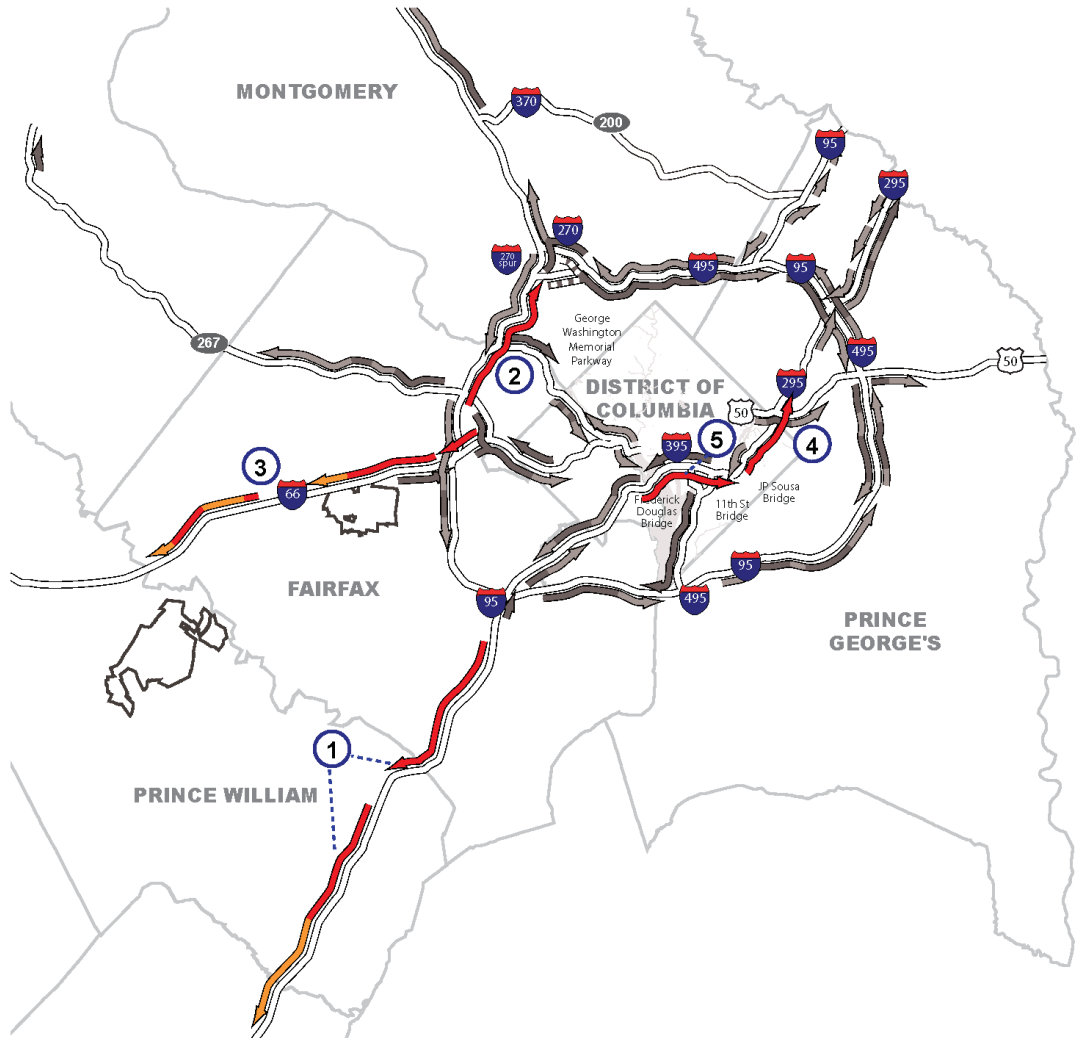 MONTGOMERY
370
200
95
295
270
270
spur
495
95
267
George
Washington
Memorial
Parkway
495
50
2
DISTRICT OF
COLUMBIA
295
50
395
5
4
3
66
JP Sousa
Bridge
Frederick
Douglas
Bridge
11th St
Bridge
FAIRFAX
95
95
495
PRINCE
GEORGE'S
1
PRINCE WILLIAM